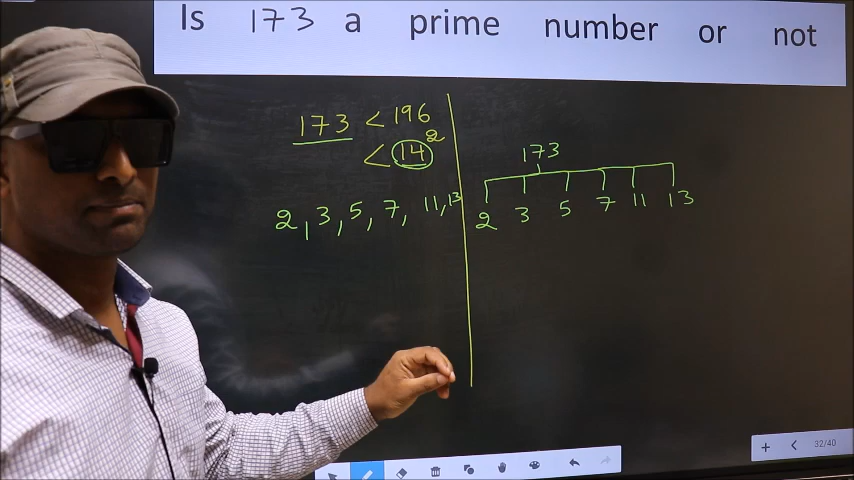 Is 173 a prime number or not
173 < 196
< 14²
2, 3, 5, 7, 11, 13
173
2 3 5 7 11 13
32/40